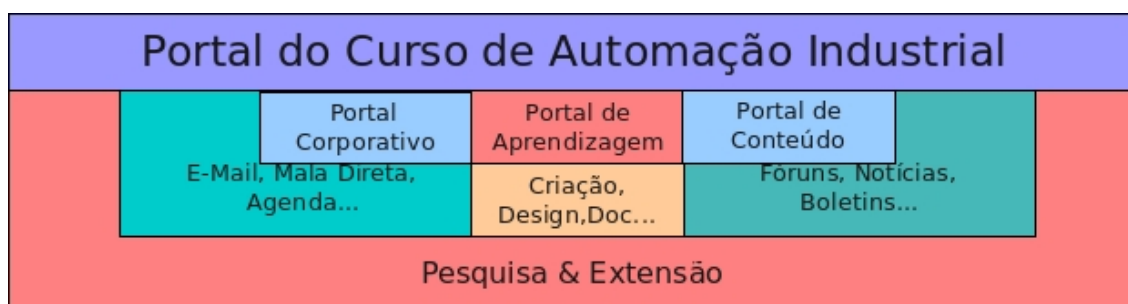 Portal do Curso de Automação Industrial
Portal
Corporativo
Portal de
Aprendizagem
Portal de
Conteúdo
E-Mail, Mala Direta,
Agenda...
Criação,
Design,Doc...
Fóruns, Notícias,
Boletins...
Pesquisa & Extensão